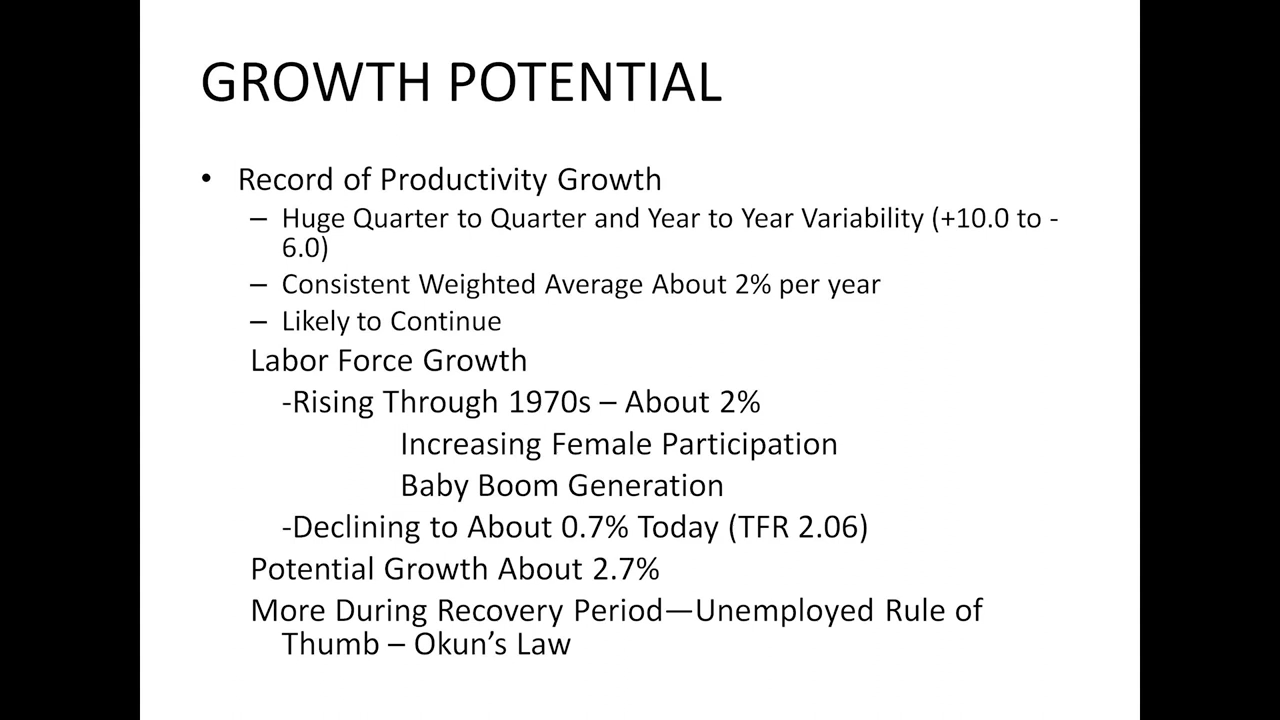 GROWTH POTENTIAL
• Record of Productivity Growth
– Huge Quarter to Quarter and Year to Year Variability (+10.0 to -
6.0)
– Consistent Weighted Average About 2% per year
– Likely to Continue
Labor Force Growth
-Rising Through 1970s – About 2%
Increasing Female Participation
Baby Boom Generation
-Declining to About 0.7% Today (TFR 2.06)
Potential Growth About 2.7%
More During Recovery Period—Unemployed Rule of
Thumb – Okun’s Law